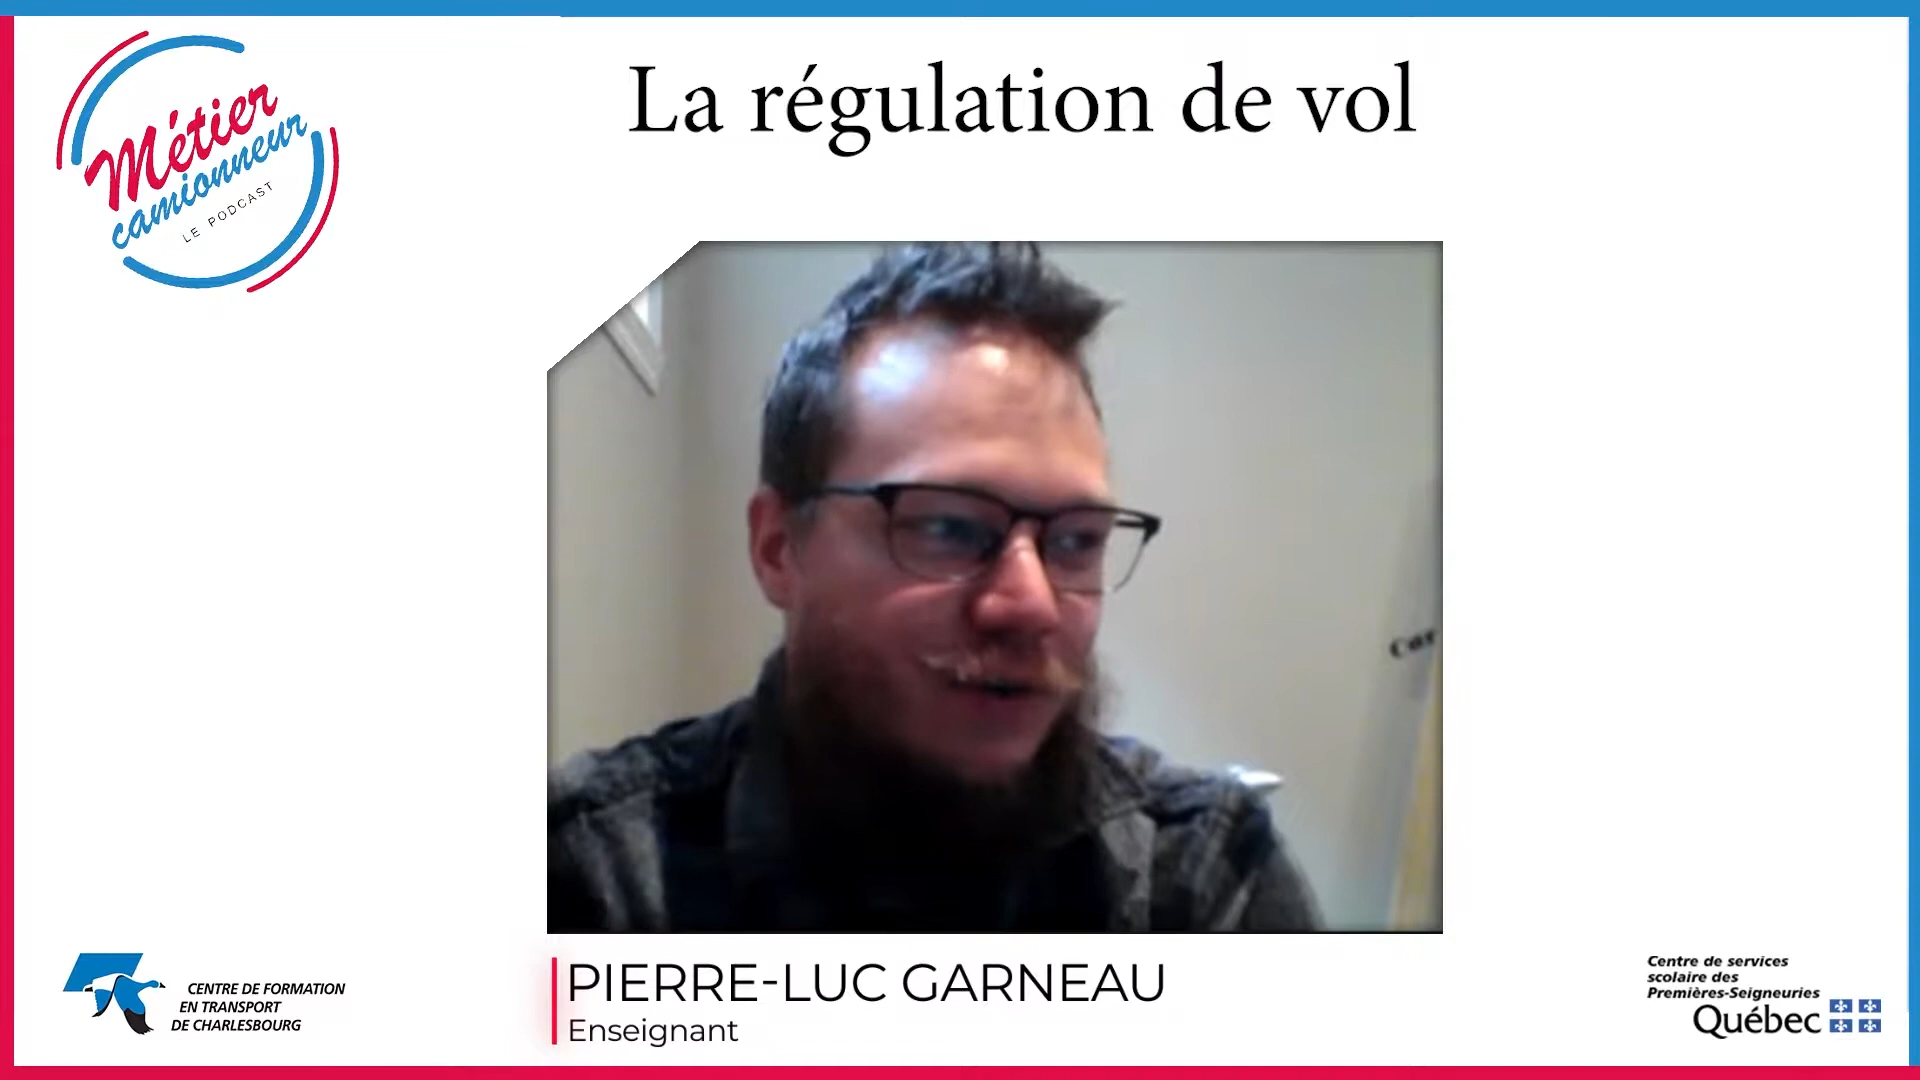 Métier
camionneur
LE PODCAST
La régulation de vol
PIERRE-LUC GARNEAU
Enseignant
CENTRE DE FORMATION
EN TRANSPORT
DE CHARLESBOURG
Centre de services
scolaire des
Premières-Seigneuries
Québec